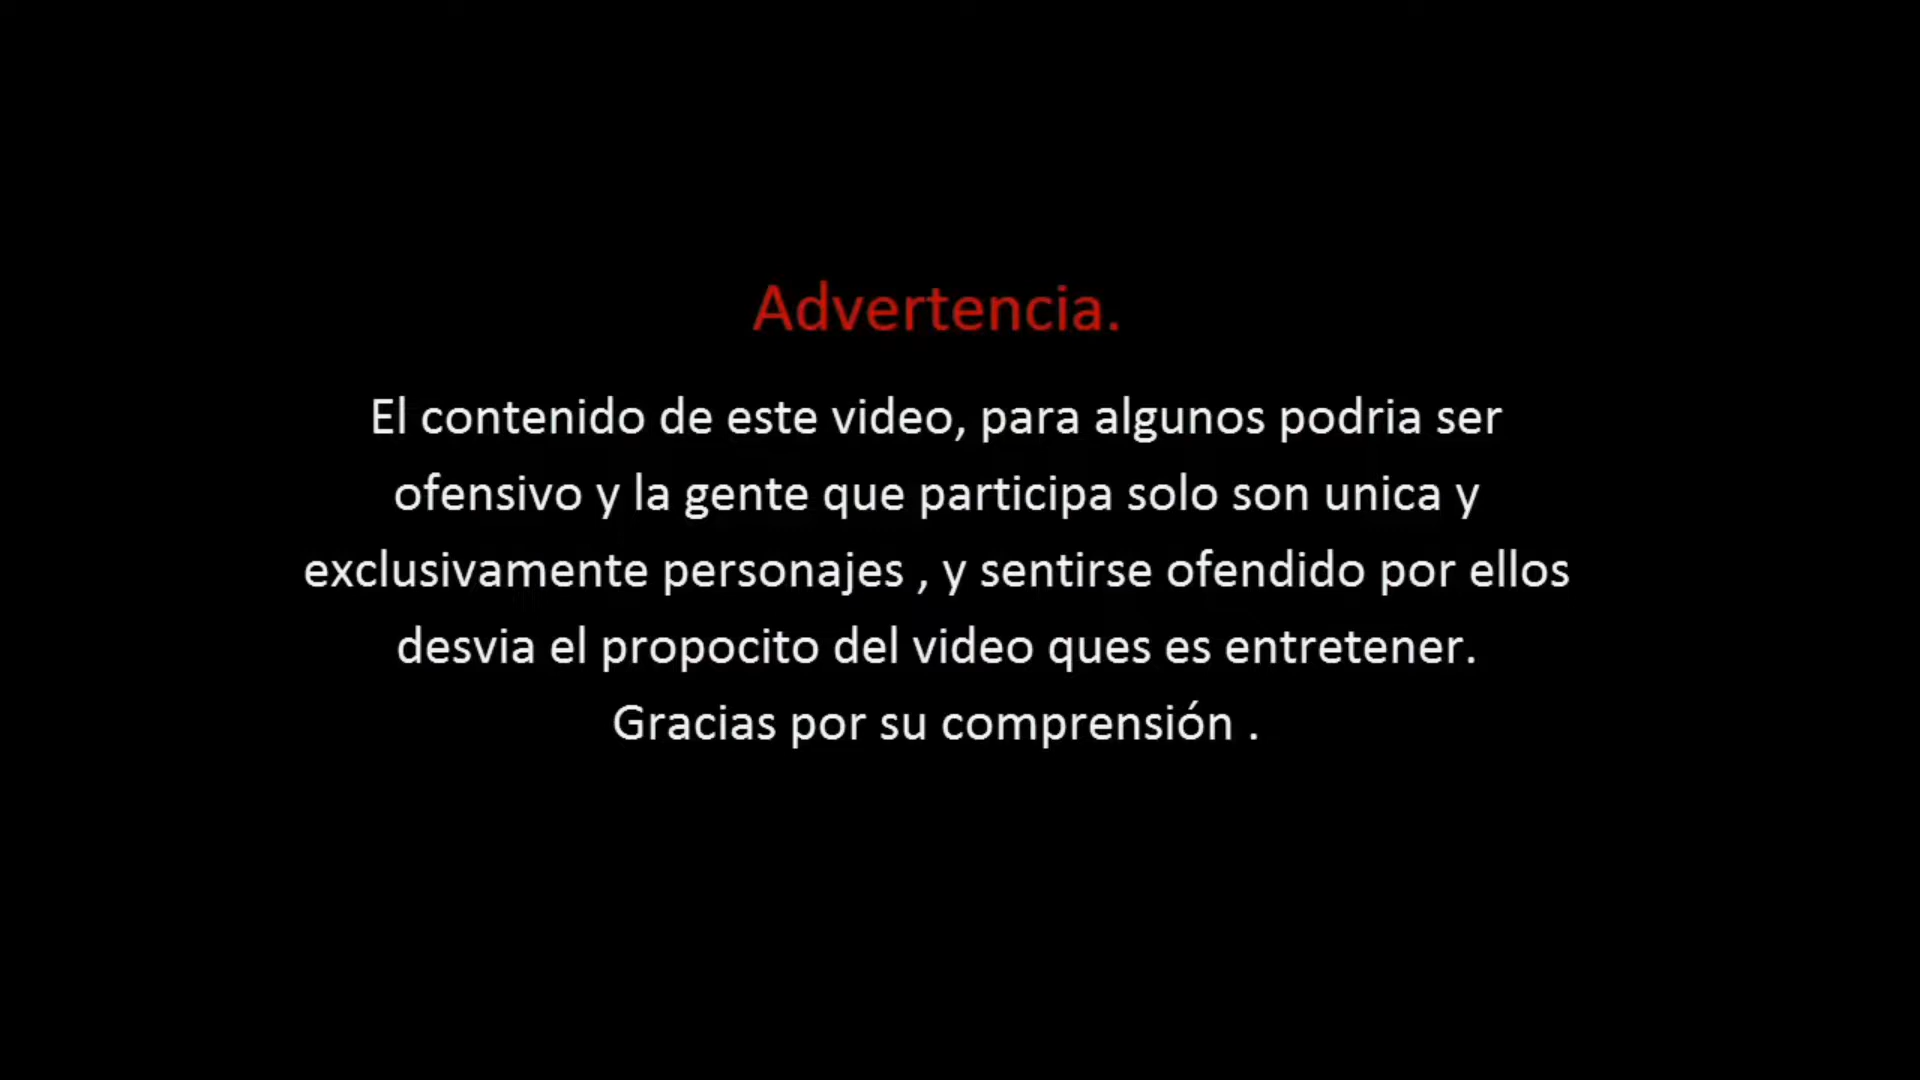 Advertencia.
El contenido de este video, para algunos podria ser
ofensivo y la gente que participa solo son unica y
exclusivamente personajes , y sentirse ofendido por ellos
desvia el propocito del video ques es entretener.
Gracias por su comprensión .